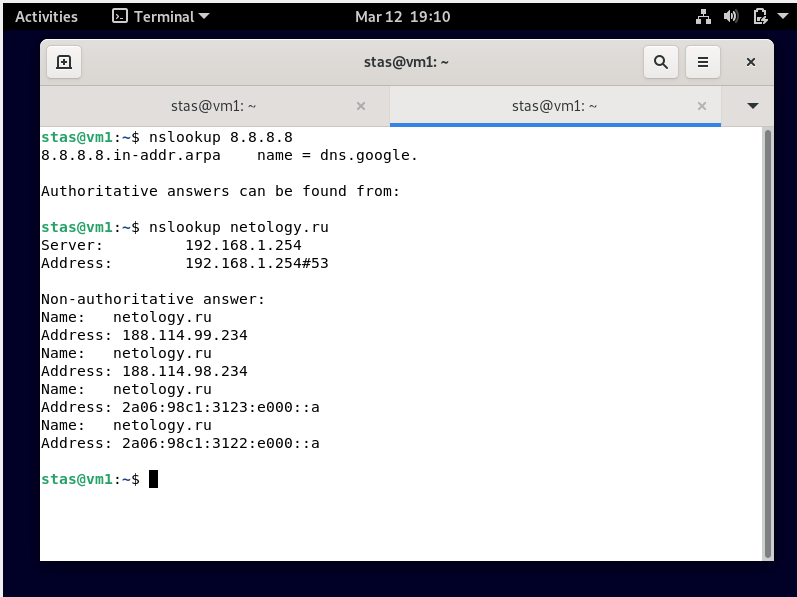 Activities Terminal Mar 12 19:10
stas@vm1: ~
stas@vm1: ~ stas@vm1: ~
stas@vm1:~$ nslookup 8.8.8.8
8.8.8.8.in-addr.arpa    name = dns.google.
Authoritative answers can be found from:
stas@vm1:~$ nslookup netology.ru
Server:         192.168.1.254
Address:        192.168.1.254#53
Non-authoritative answer:
Name:   netology.ru
Address: 188.114.99.234
Name:   netology.ru
Address: 188.114.98.234
Name:   netology.ru
Address: 2a06:98c1:3123:e000::a
Name:   netology.ru
Address: 2a06:98c1:3122:e000::a
stas@vm1:~$